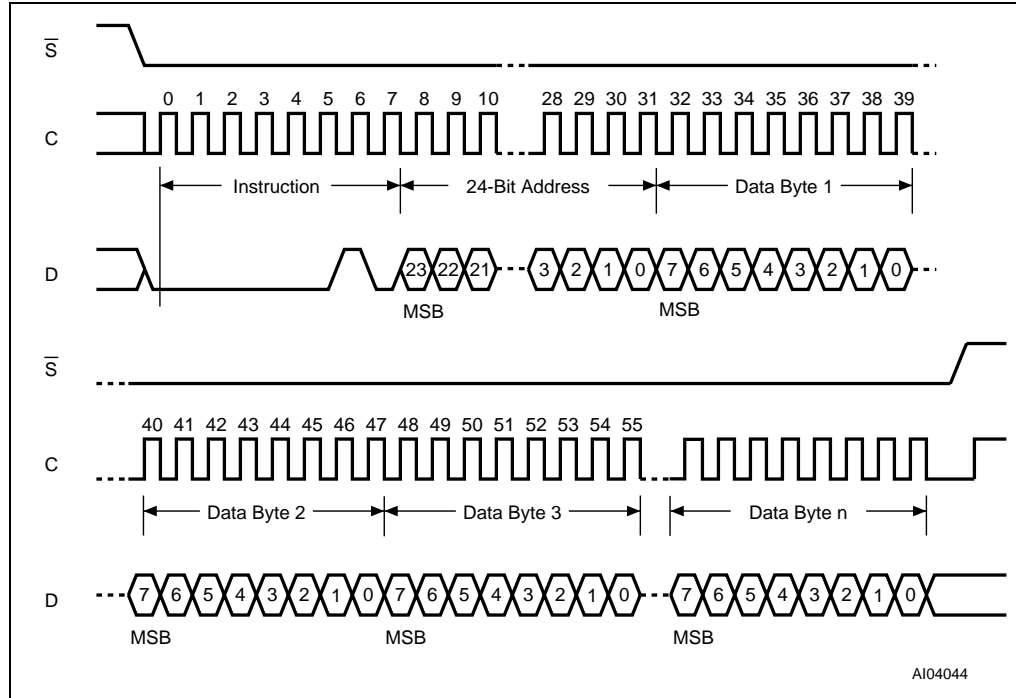 S
0 1 2 3 4 5 6 7 8 9 10 28 29 30 31 32 33 34 35 36 37 38 39
C
Instruction 24-Bit Address Data Byte 1
D 23 22 21 3 2 1 0 7 6 5 4 3 2 1 0
MSB MSB
S
40 41 42 43 44 45 46 47 48 49 50 51 52 53 54 55
C
Data Byte 2 Data Byte 3 Data Byte n
D 7 6 5 4 3 2 1 0 7 6 5 4 3 2 1 0 7 6 5 4 3 2 1 0
MSB MSB MSB
AI04044